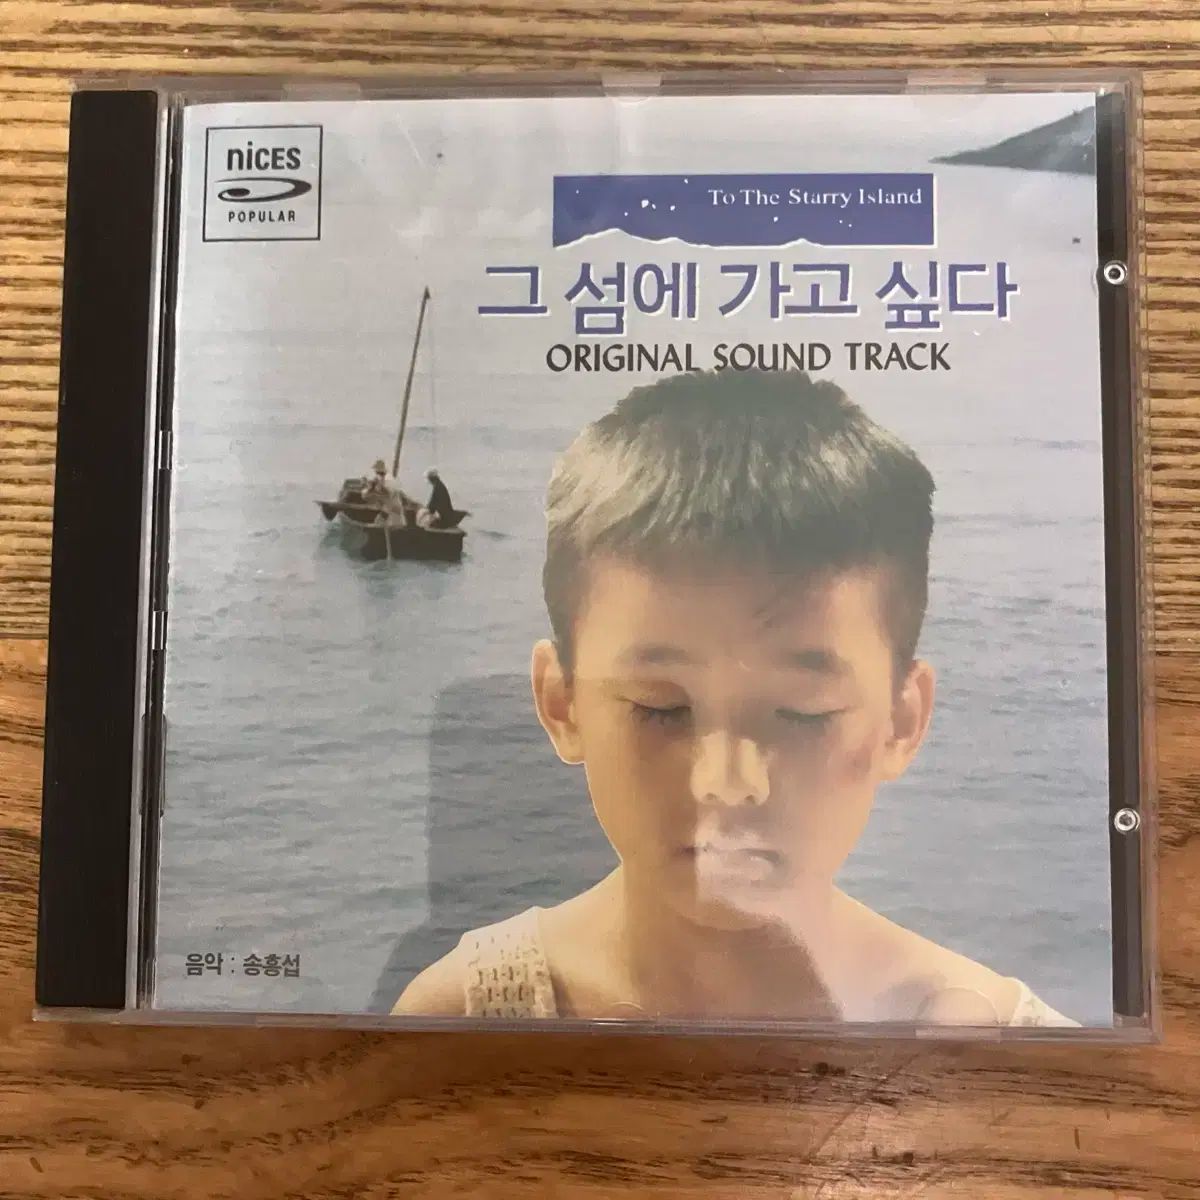 nices
POPULAR
To The Starry Island
그 섬에 가고 싶다
ORIGINAL SOUND TRACK
음악 : 송홍섭